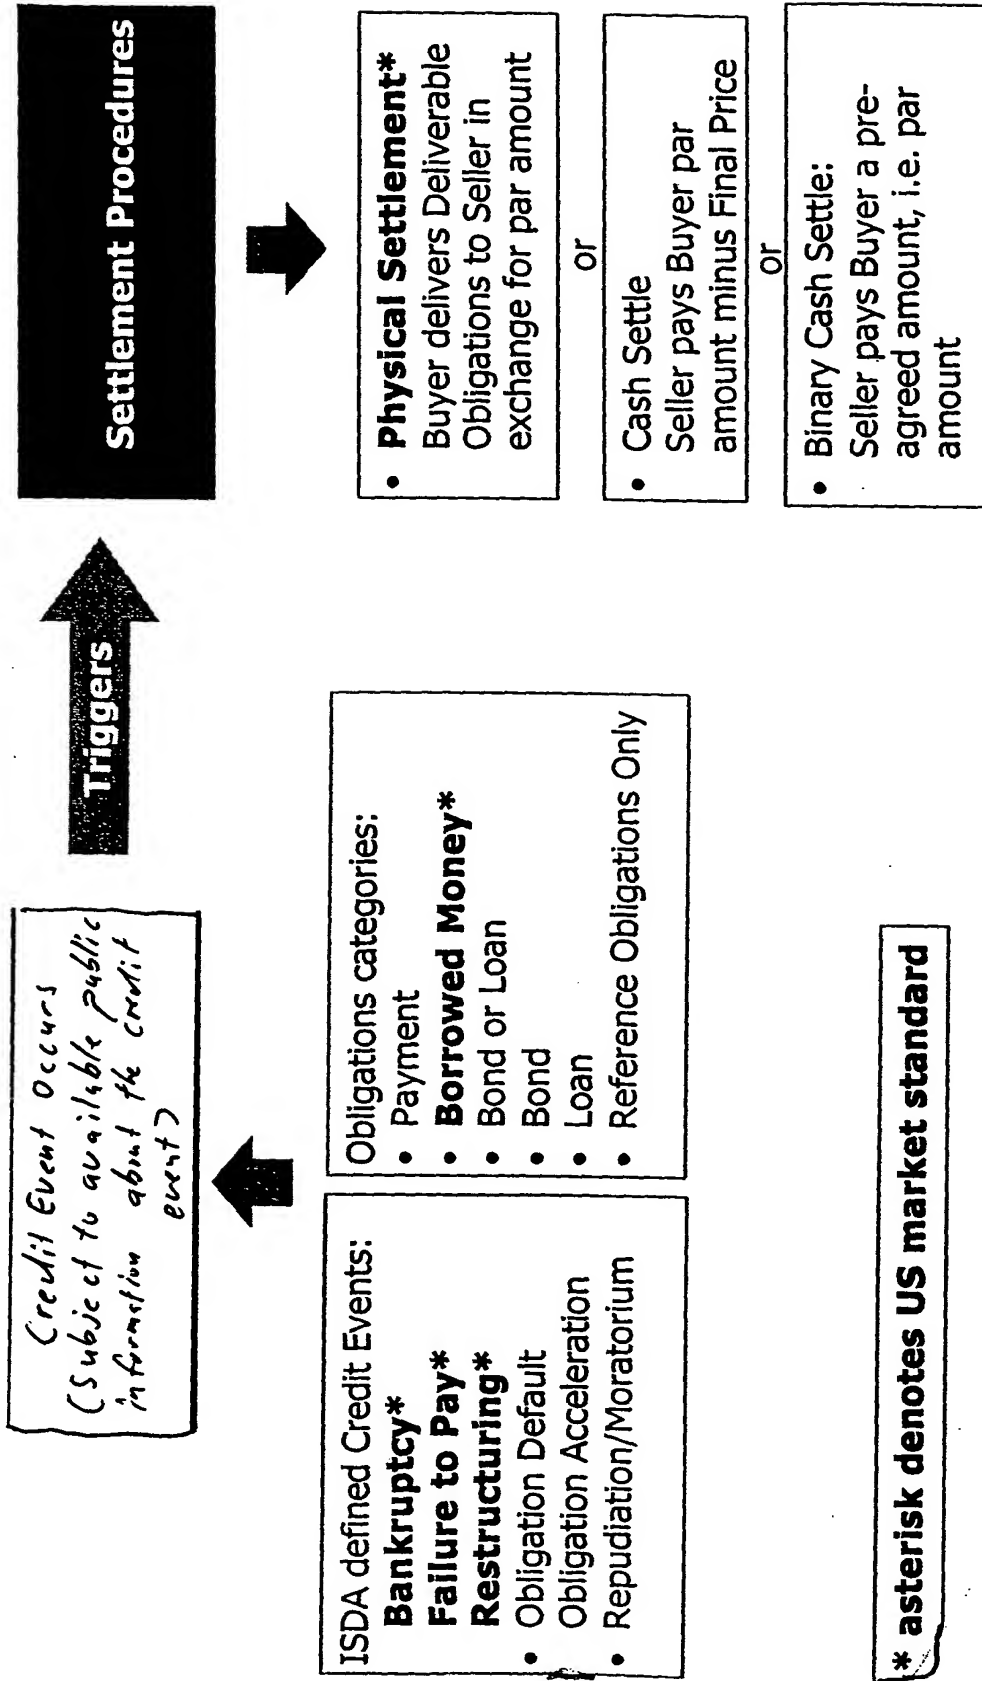 Credit Event Occurs
(Subject to available public
information about the credit
event)
Triggers
Settlement Procedures
ISDA defined Credit Events:
Bankruptcy*
Failure to Pay*
Restructuring*
• Obligation Default
Obligation Acceleration
• Repudiation/Moratorium
Obligations categories:
• Payment
• Borrowed Money*
• Bond or Loan
• Bond
• Loan
• Reference Obligations Only
• Physical Settlement*
Buyer delivers Deliverable
Obligations to Seller in
exchange for par amount
or
• Cash Settle
Seller pays Buyer par
amount minus Final Price
or
• Binary Cash Settle:
Seller pays Buyer a pre-
agreed amount, i.e. par
amount
* asterisk denotes US market standard